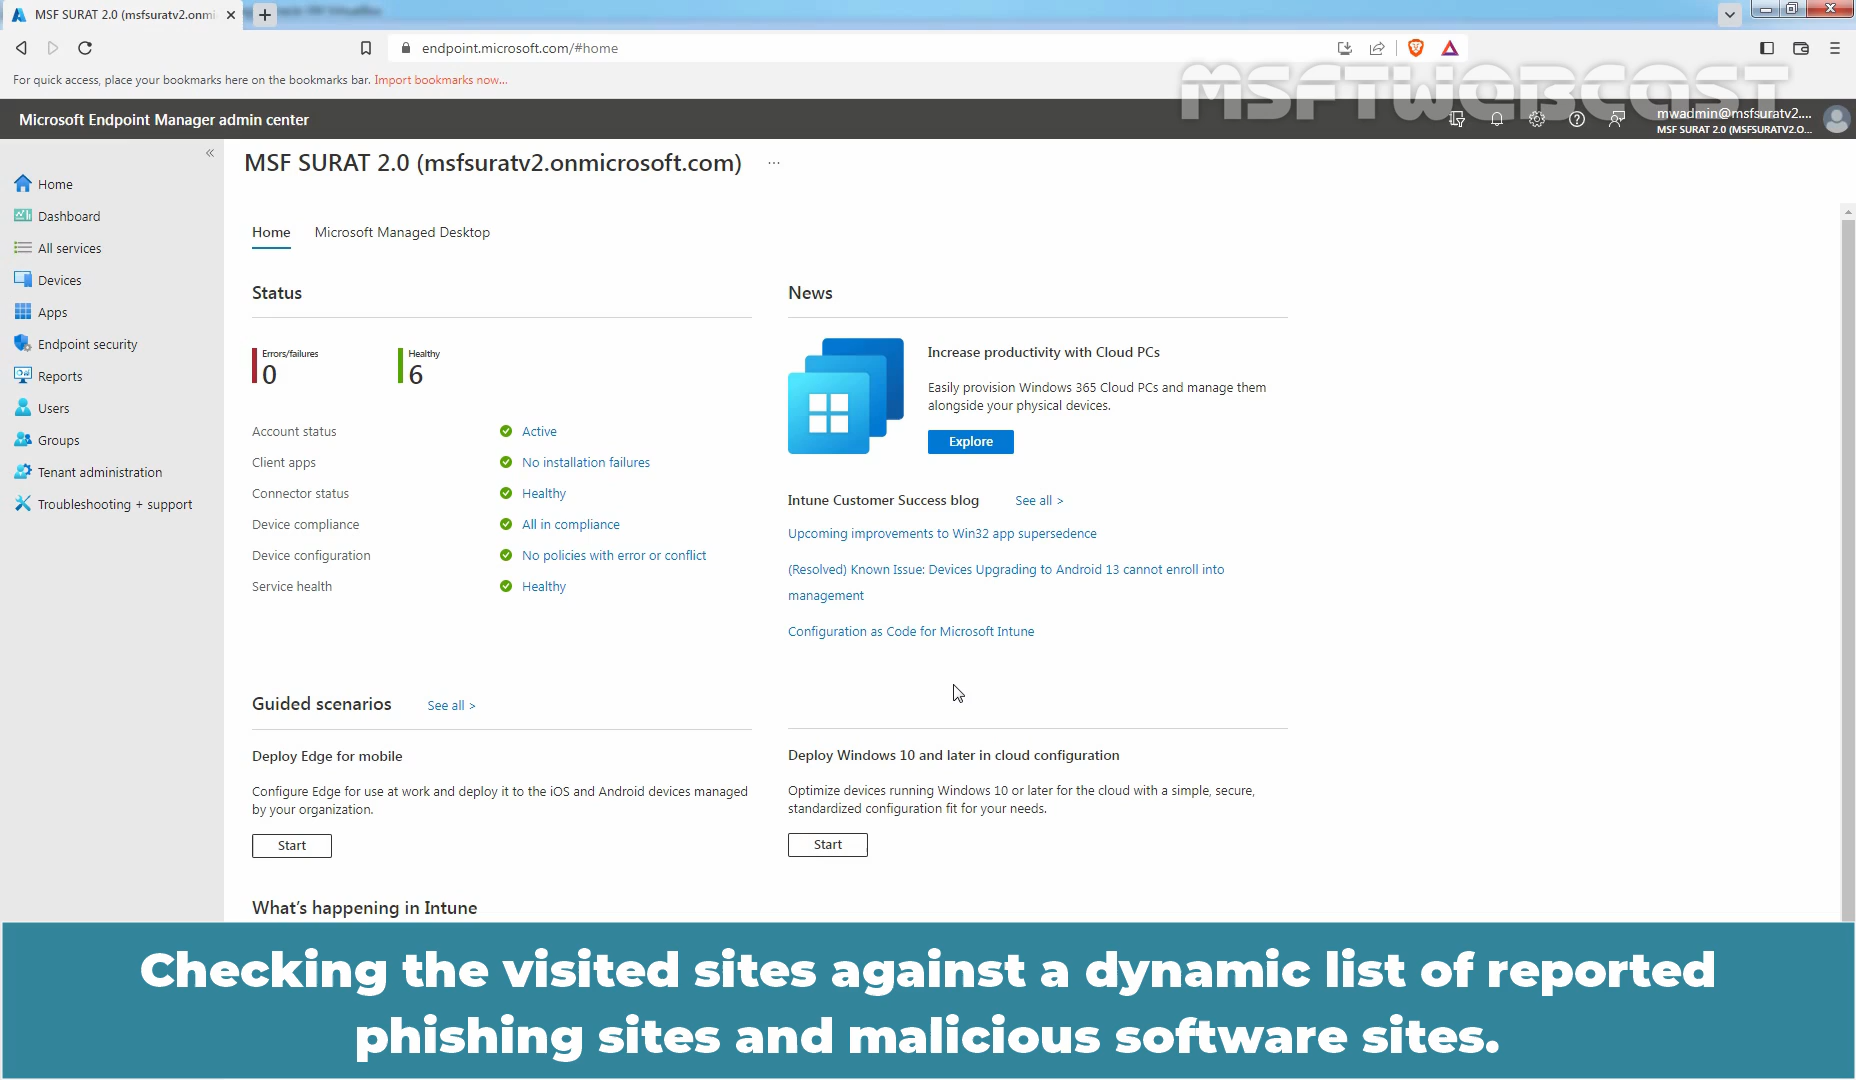 MSF SURAT 2.0 (msfsuratv2.onmi
endpoint.microsoft.com/#home
For quick access, place your bookmarks here on the bookmarks bar. Import bookmarks now...
MSFTWEBCAST
Microsoft Endpoint Manager admin center
mwadmin@msfsuratv2....
MSF SURAT 2.0 (MSFSURATV2.O...
MSF SURAT 2.0 (msfsuratv2.onmicrosoft.com) ...
Home
Dashboard
All services
Devices
Apps
Endpoint security
Reports
Users
Groups
Tenant administration
Troubleshooting + support
Home Microsoft Managed Desktop
Status
Errors/failures
0
Healthy
6
Account status Active
Client apps No installation failures
Connector status Healthy
Device compliance All in compliance
Device configuration No policies with error or conflict
Service health Healthy
News
Increase productivity with Cloud PCs
Easily provision Windows 365 Cloud PCs and manage them
alongside your physical devices.
Explore
Intune Customer Success blog See all >
Upcoming improvements to Win32 app supersedence
(Resolved) Known Issue: Devices Upgrading to Android 13 cannot enroll into
management
Configuration as Code for Microsoft Intune
Guided scenarios See all >
Deploy Edge for mobile
Configure Edge for use at work and deploy it to the iOS and Android devices managed
by your organization.
Start
Deploy Windows 10 and later in cloud configuration
Optimize devices running Windows 10 or later for the cloud with a simple, secure,
standardized configuration fit for your needs.
Start
What's happening in Intune
Checking the visited sites against a dynamic list of reported
phishing sites and malicious software sites.